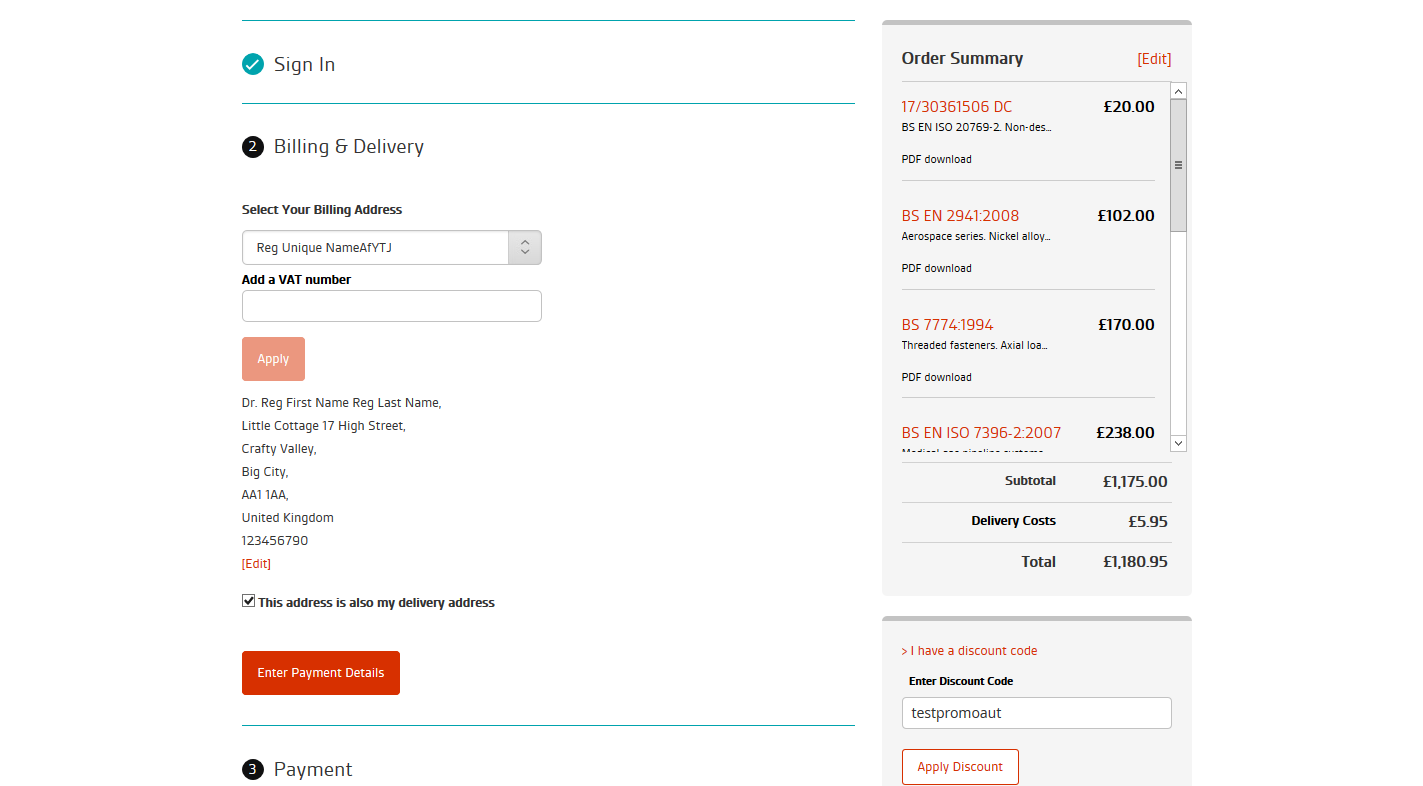 Sign In
2 Billing & Delivery
Select Your Billing Address
Reg Unique NameAfYTJ
Add a VAT number
Apply
Dr. Reg First Name Reg Last Name,
Little Cottage 17 High Street,
Crafty Valley,
Big City,
AA1 1AA,
United Kingdom
123456790
[Edit]
This address is also my delivery address
Enter Payment Details
3 Payment
Order Summary [Edit]
17/30361506 DC £20.00
BS EN ISO 20769-2. Non-des...
PDF download
BS EN 2941:2008 £102.00
Aerospace series. Nickel alloy...
PDF download
BS 7774:1994 £170.00
Threaded fasteners. Axial loa...
PDF download
BS EN ISO 7396-2:2007 £238.00
Medical gas pipeline systems
Subtotal £1,175.00
Delivery Costs £5.95
Total £1,180.95
> I have a discount code
Enter Discount Code
testpromoaut
Apply Discount